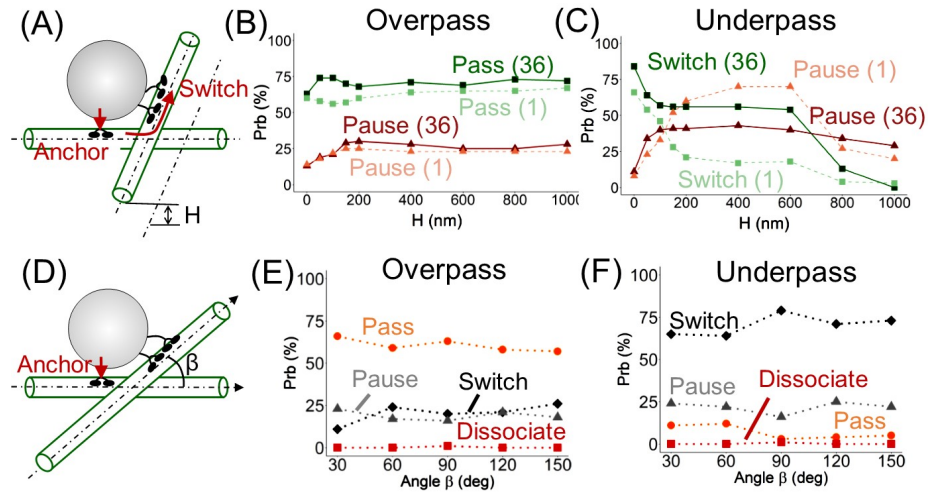 (A)
Switch
Anchor
H
(B) Overpass
100
75
50
25
0
Prb (%)
Pass (36)
Pass (1)
Pause (36)
Pause (1)
0 200 400 600 800 1000
H (nm)
(C) Underpass
100
75
50
25
0
Prb (%)
Switch (36)
Pause (1)
Pause (36)
Switch (1)
0 200 400 600 800 1000
H (nm)
(D)
Anchor
β
(E) Overpass
100
75
50
25
0
Prb (%)
Pass
Pause
Switch
Dissociate
30 60 90 120 150
Angle β (deg)
(F) Underpass
100
75
50
25
0
Prb (%)
Switch
Pause
Dissociate
Pass
30 60 90 120 150
Angle β (deg)